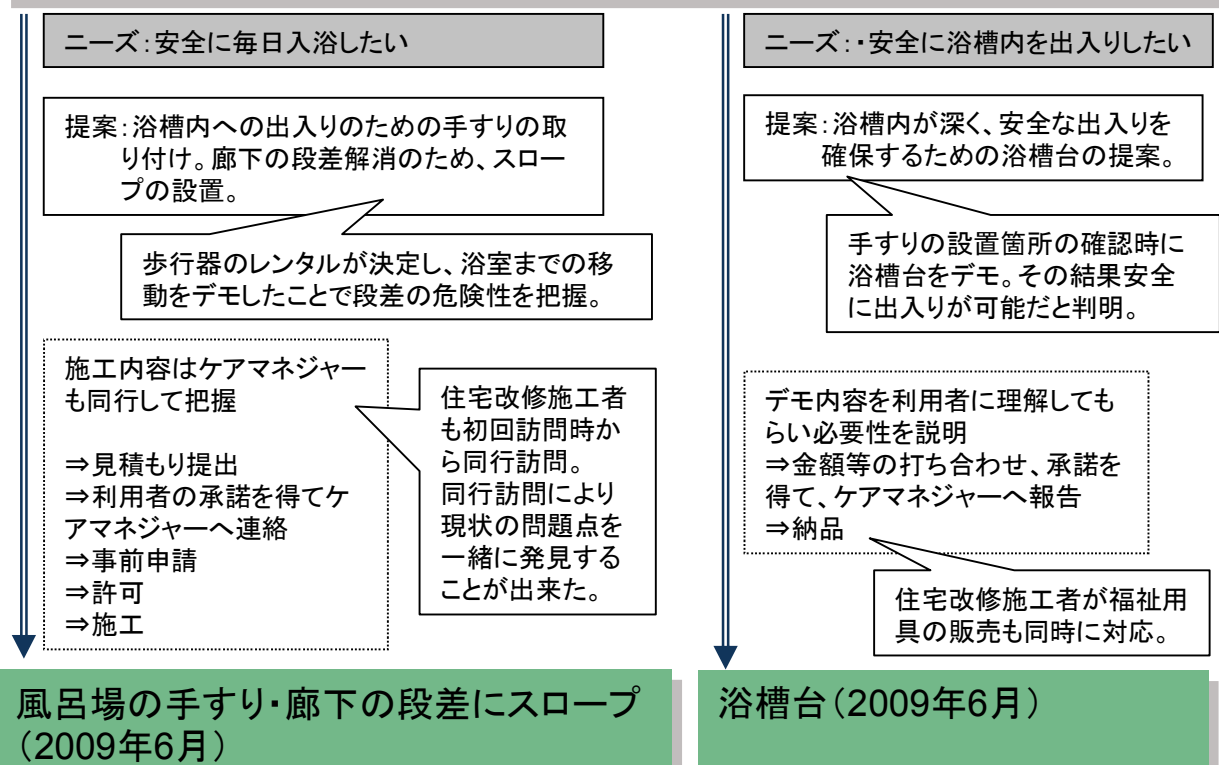 ニーズ：安全に毎日入浴したい
提案：浴槽内への出入りのための手すりの取
り付け。廊下の段差解消のため、スロー
プの設置。
歩行器のレンタルが決定し、浴室までの移
動をデモしたことで段差の危険性を把握。
施工内容はケアマネジャー
も同行して把握
⇒見積もり提出
⇒利用者の承諾を得てケ
アマネジャーへ連絡
⇒事前申請
⇒許可
⇒施工
住宅改修施工者
も初回訪問時か
ら同行訪問。
同行訪問により
現状の問題点を
一緒に発見する
ことが出来た。
風呂場の手すり・廊下の段差にスロープ
（2009年6月）
ニーズ：・安全に浴槽内を出入りしたい
提案：浴槽内が深く、安全な出入りを
確保するための浴槽台の提案。
手すりの設置箇所の確認時に
浴槽台をデモ。その結果安全
に出入りが可能だと判明。
デモ内容を利用者に理解しても
らい必要性を説明
⇒金額等の打ち合わせ、承諾を
得て、ケアマネジャーへ報告
⇒納品
住宅改修施工者が福祉用
具の販売も同時に対応。
浴槽台（2009年6月）